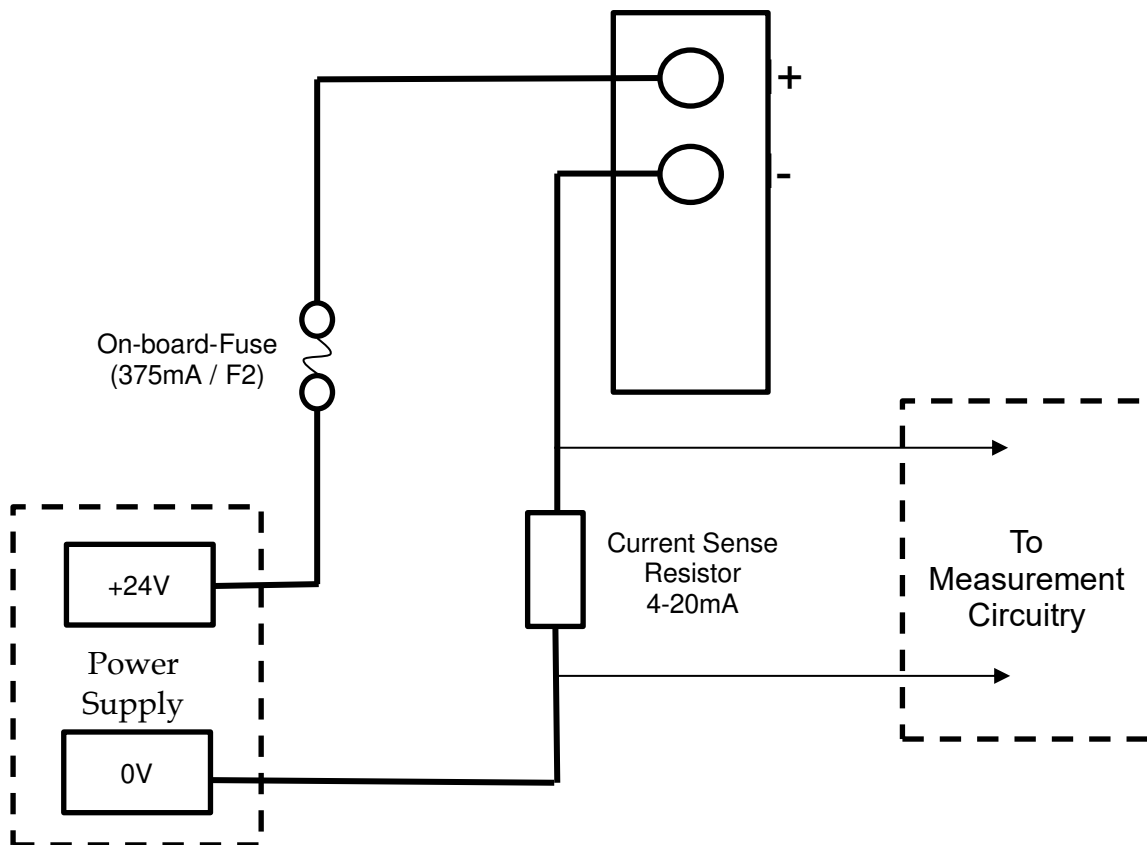 +
-
On-board-Fuse
(375mA / F2)
+24V
Power
Supply
0V
Current Sense
Resistor
4-20mA
To
Measurement
Circuitry